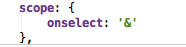 scope: {
    onselect: '&'
},